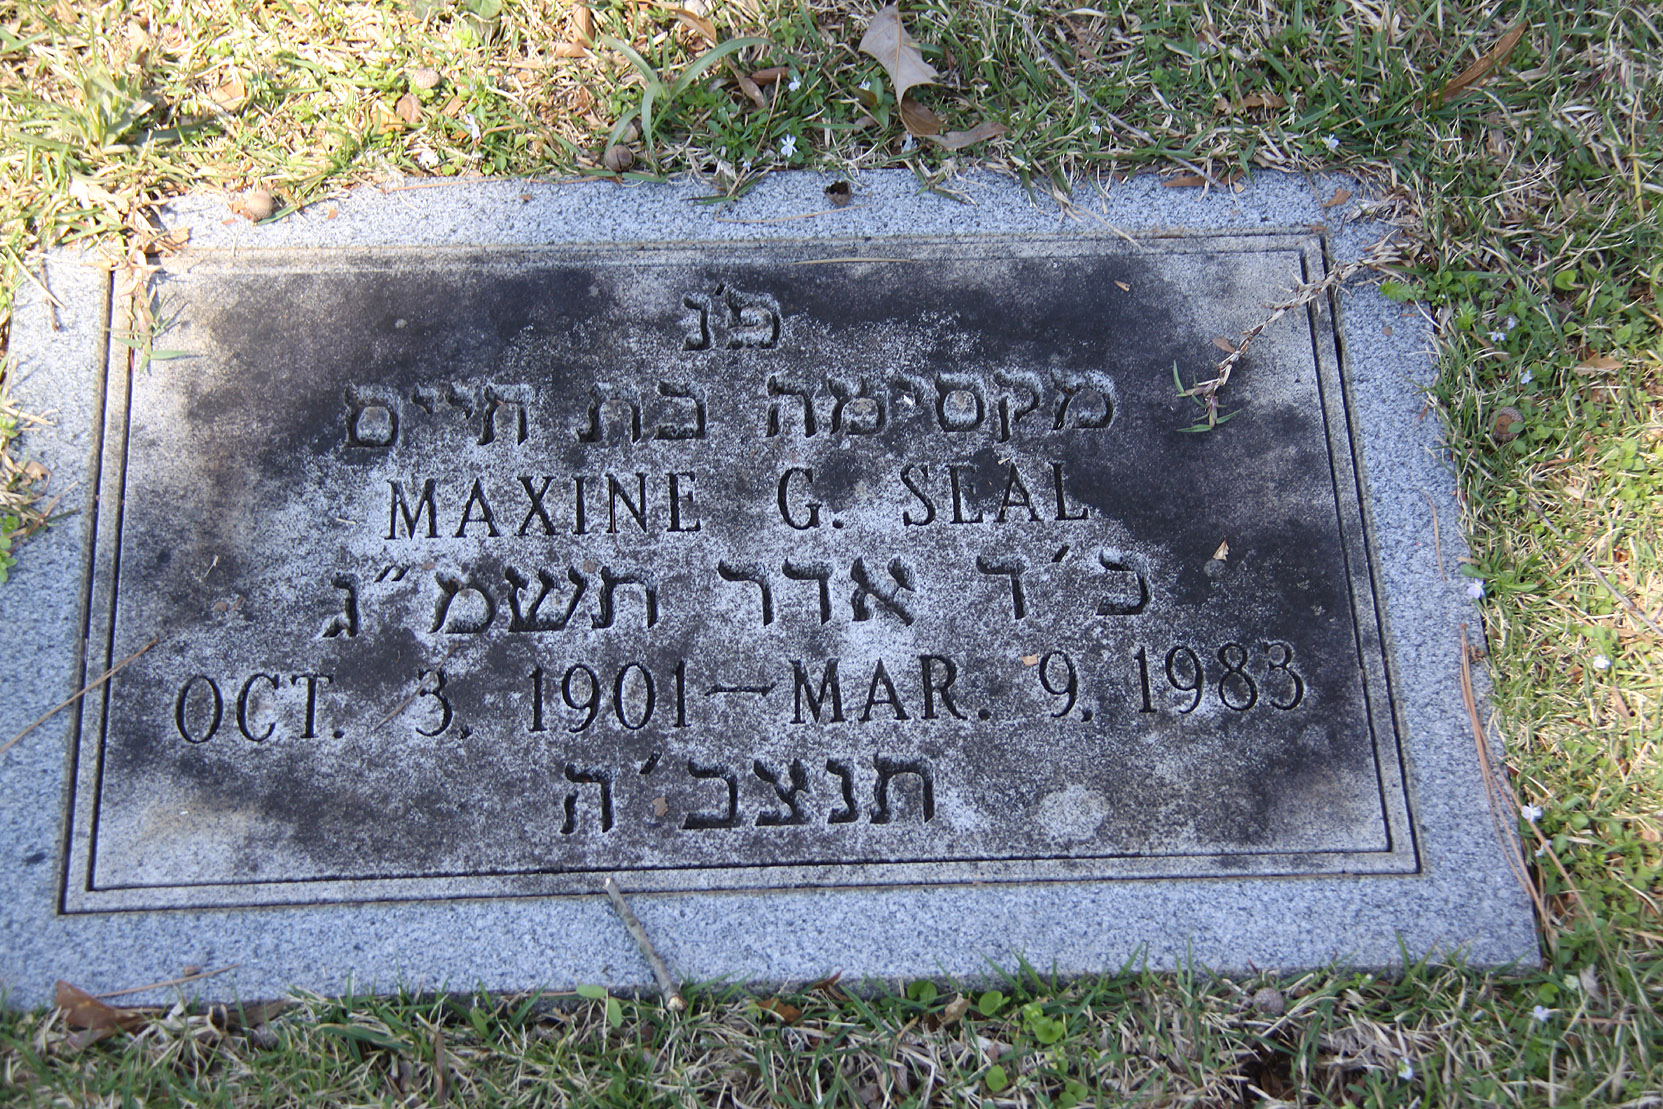 פ'נ
מקסימה בת חיים
MAXINE G. SEAL
כ'ד אדר תשמ"ג
OCT. 3, 1901 — MAR. 9, 1983
תנצב'ה